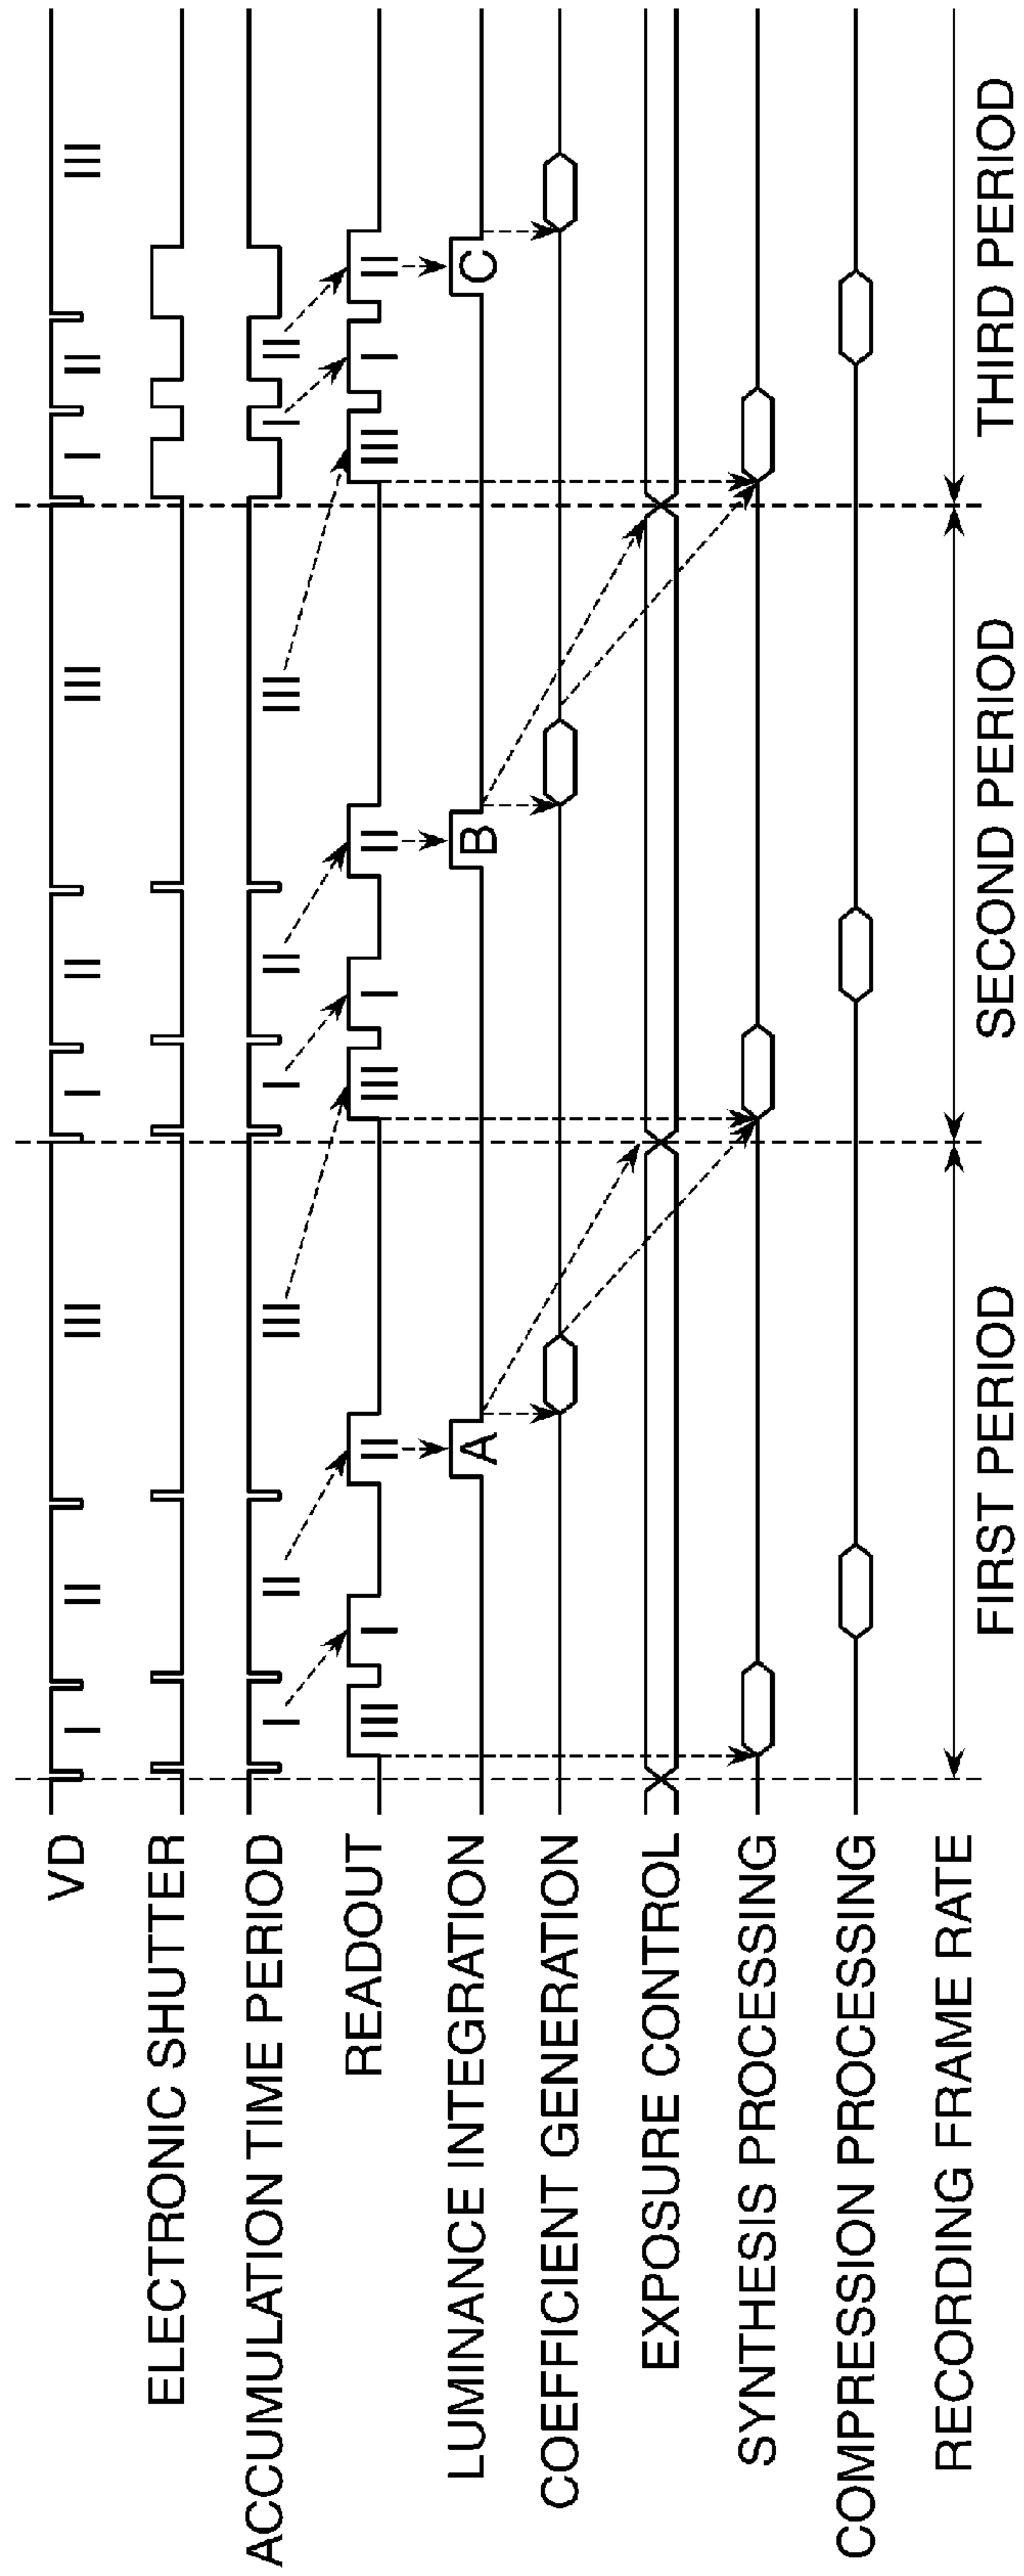 VD
I II III I II III I II III
ELECTRONIC SHUTTER
ACCUMULATION TIME PERIOD
I II III I II III I II
READOUT
III I II III I II III I II
LUMINANCE INTEGRATION
A B C
COEFFICIENT GENERATION
EXPOSURE CONTROL
SYNTHESIS PROCESSING
COMPRESSION PROCESSING
RECORDING FRAME RATE
FIRST PERIOD SECOND PERIOD THIRD PERIOD